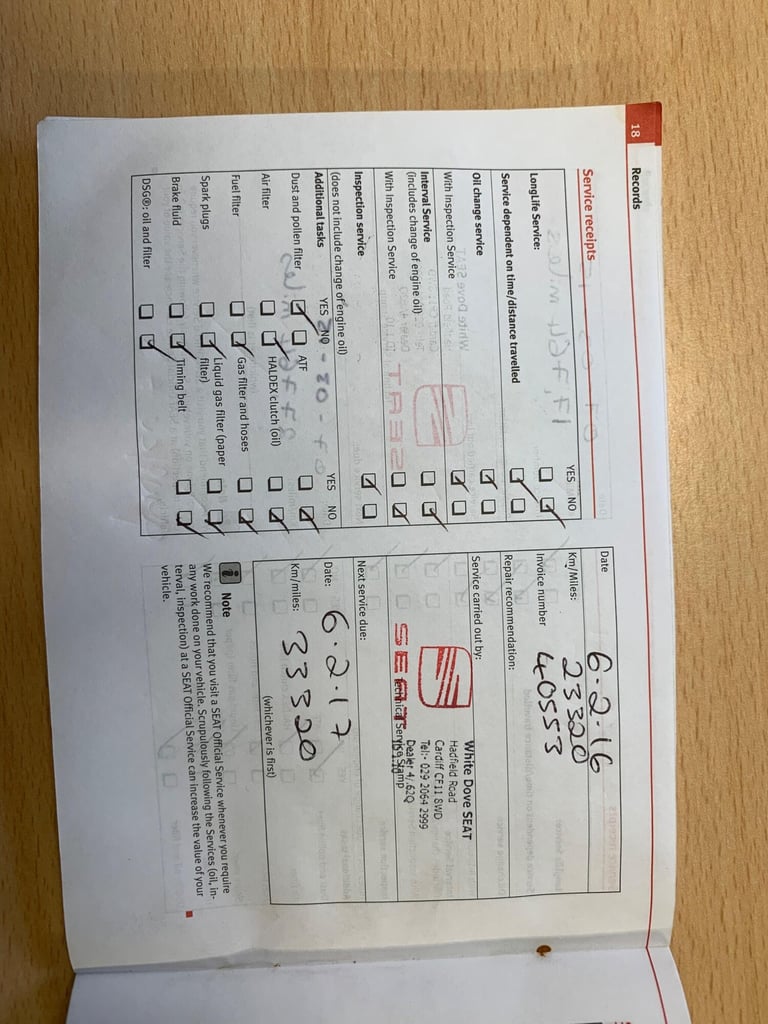 18
Records
Service receipts
YES NO
LongLife Service:
Service dependent on time/distance travelled
Oil change service
With Inspection Service
Interval Service
(includes change of engine oil)
With Inspection Service
Inspection service
(does not include change of engine oil)
Additional tasks YES NO YES NO
Dust and pollen filter ATF
Air filter HALDEX clutch (oil)
Fuel filter Gas filter and hoses
Spark plugs Liquid gas filter (paper
filter)
Brake fluid Timing belt
DSG®: oil and filter
Date 6·2·16
Km/Miles: 23320
Invoice number 40553
Repair recommendation:
Service carried out by:
White Dove SEAT
Hadfield Road
Cardiff CF11 8WD
Tel:- 029 2064 2999
Dealer
SEAT
Technical Service Stamp
Next service due:
Date: 6·2·17
Km/miles: 33320
(whichever is first)
i Note
We recommend that you visit a SEAT Official Service whenever you require
any work done on your vehicle. Scrupulously following the Services (oil, in-
terval, inspection) at a SEAT Official Service can increase the value of your
vehicle.